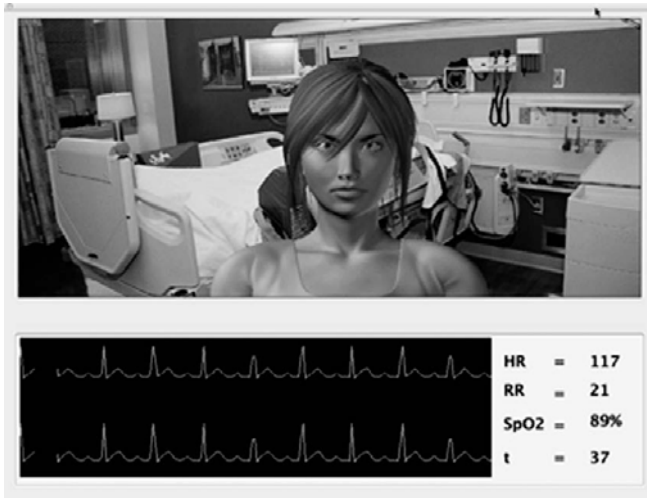 HR = 117
RR = 21
SpO2 = 89%
t = 37